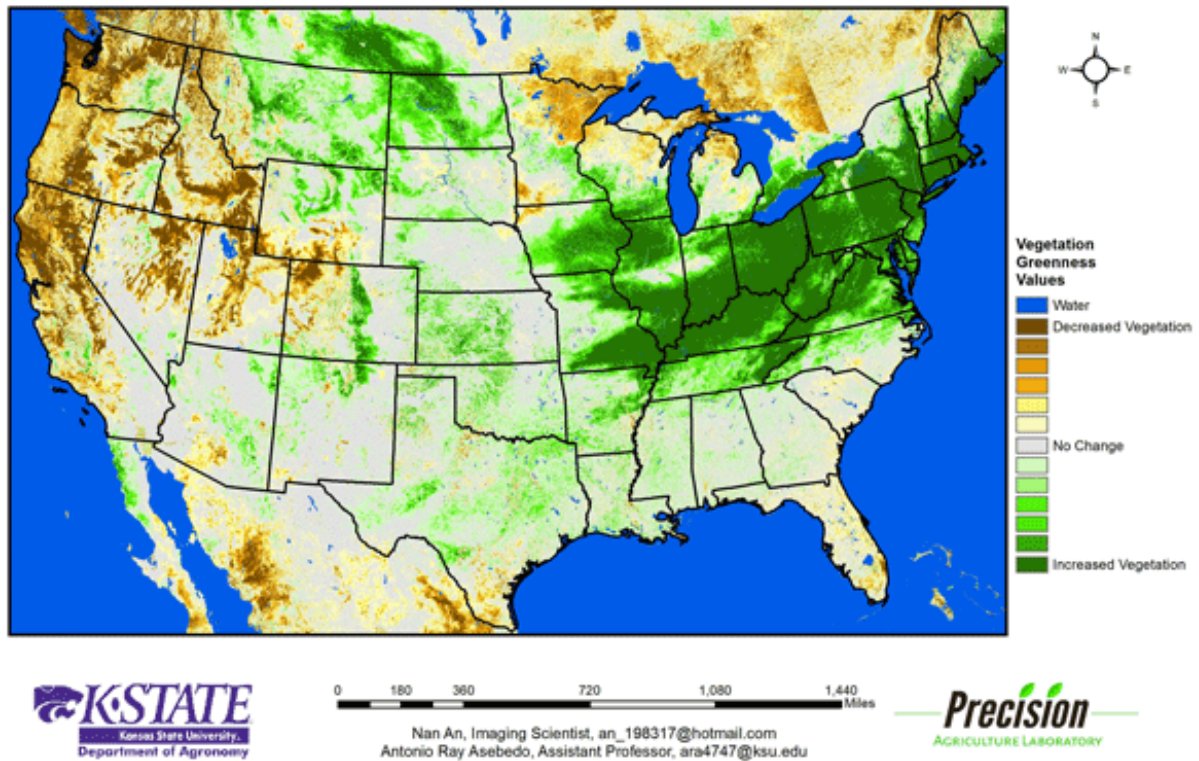 N
W E
S
Vegetation
Greenness
Values
Water
Decreased Vegetation
No Change
Increased Vegetation
K-STATE
Kansas State University.
Department of Agronomy
0 180 360 720 1,080 1,440
Miles
Nan An, Imaging Scientist, an_198317@hotmail.com
Antonio Ray Asebedo, Assistant Professor, ara4747@ksu.edu
Precision
AGRICULTURE LABORATORY